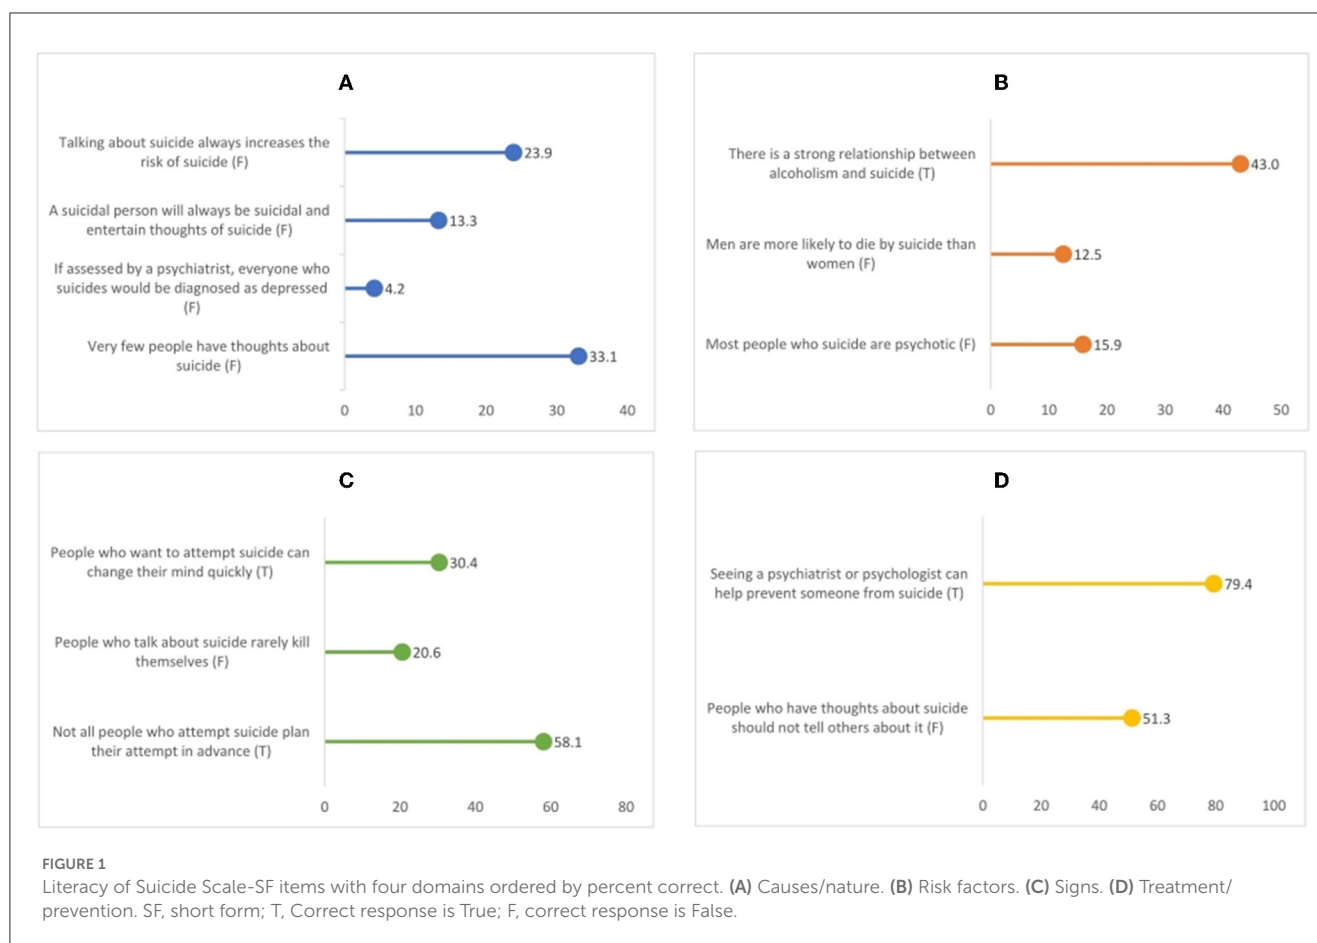 A
Talking about suicide always increases the
risk of suicide (F)
23.9
A suicidal person will always be suicidal and
entertain thoughts of suicide (F)
13.3
If assessed by a psychiatrist, everyone who
suicides would be diagnosed as depressed
(F)
4.2
Very few people have thoughts about
suicide (F)
33.1
0 10 20 30 40
B
There is a strong relationship between
alcoholism and suicide (T)
43.0
Men are more likely to die by suicide than
women (F)
12.5
Most people who suicide are psychotic (F)
15.9
0 10 20 30 40 50
C
People who want to attempt suicide can
change their mind quickly (T)
30.4
People who talk about suicide rarely kill
themselves (F)
20.6
Not all people who attempt suicide plan
their attempt in advance (T)
58.1
0 20 40 60 80
D
Seeing a psychiatrist or psychologist can
help prevent someone from suicide (T)
79.4
People who have thoughts about suicide
should not tell others about it (F)
51.3
0 20 40 60 80 100
FIGURE 1
Literacy of Suicide Scale-SF items with four domains ordered by percent correct. (A) Causes/nature. (B) Risk factors. (C) Signs. (D) Treatment/
prevention. SF, short form; T, Correct response is True; F, correct response is False.